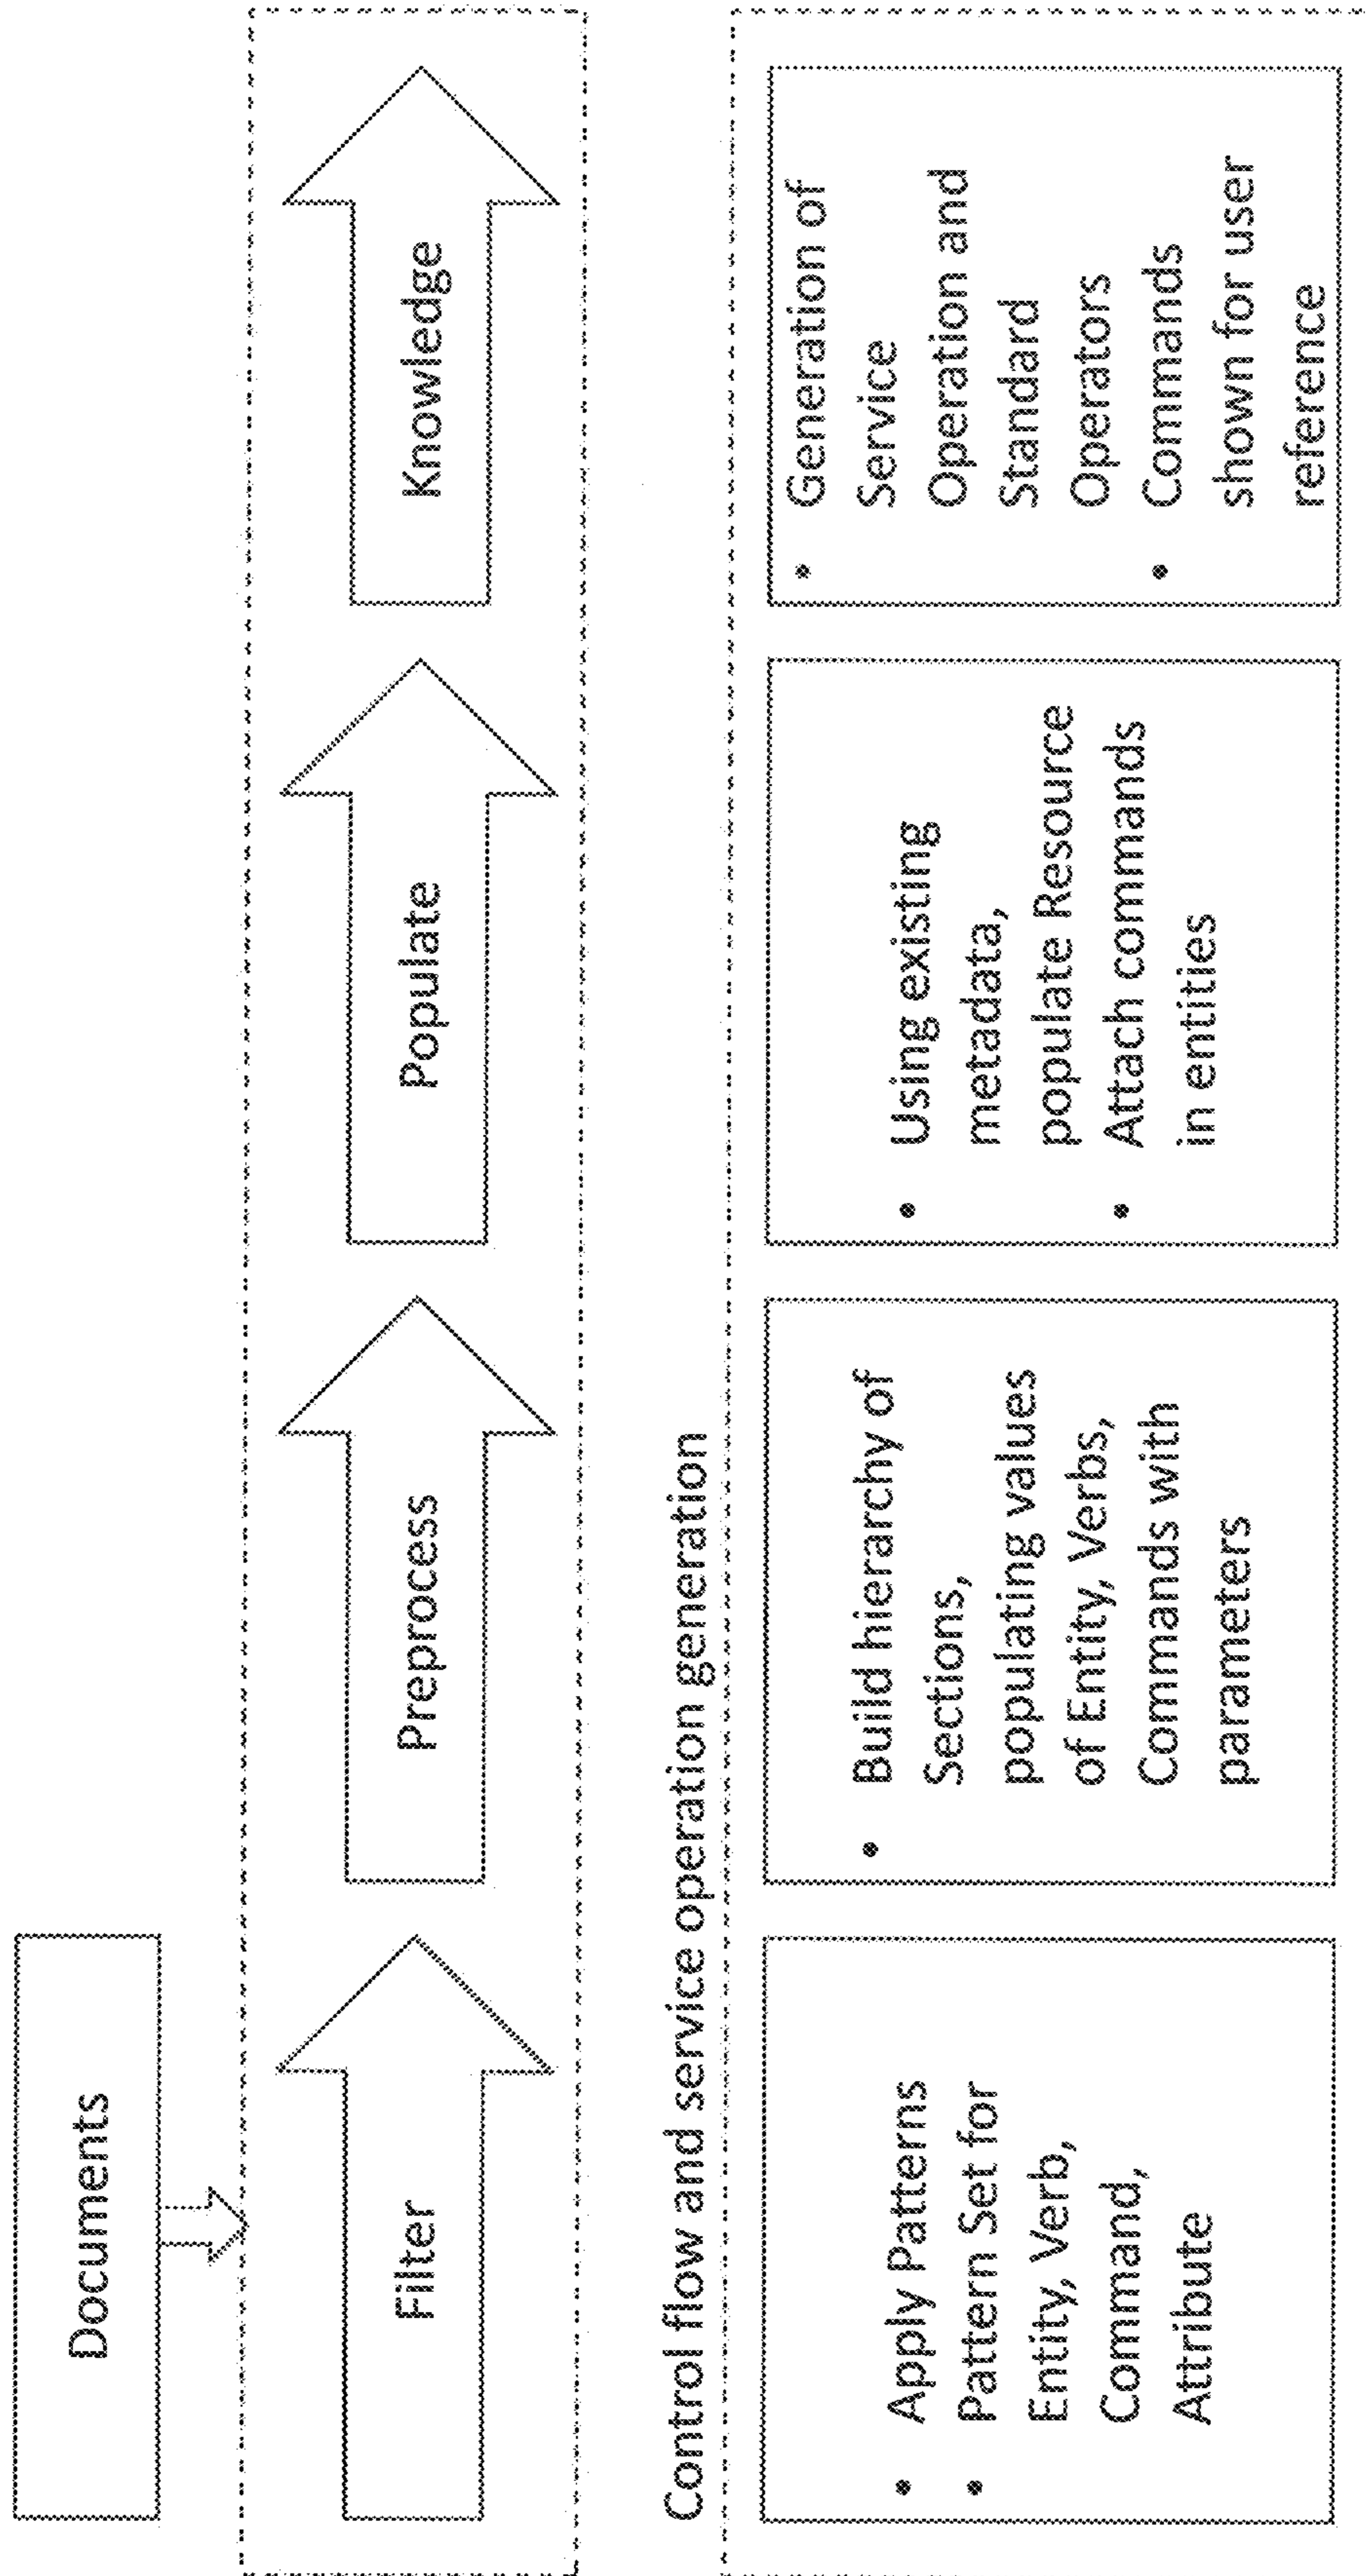 Documents
Filter
Preprocess
Populate
Knowledge
Control flow and service operation generation
• Apply Patterns
• Pattern Set for
Entity, Verb,
Command,
Attribute
• Build hierarchy of
Sections,
populating values
of Entity, Verbs,
Commands with
parameters
• Using existing
metadata,
populate Resource
• Attach commands
in entities
• Generation of
Service
Operation and
Standard
Operators
• Commands
shown for user
reference